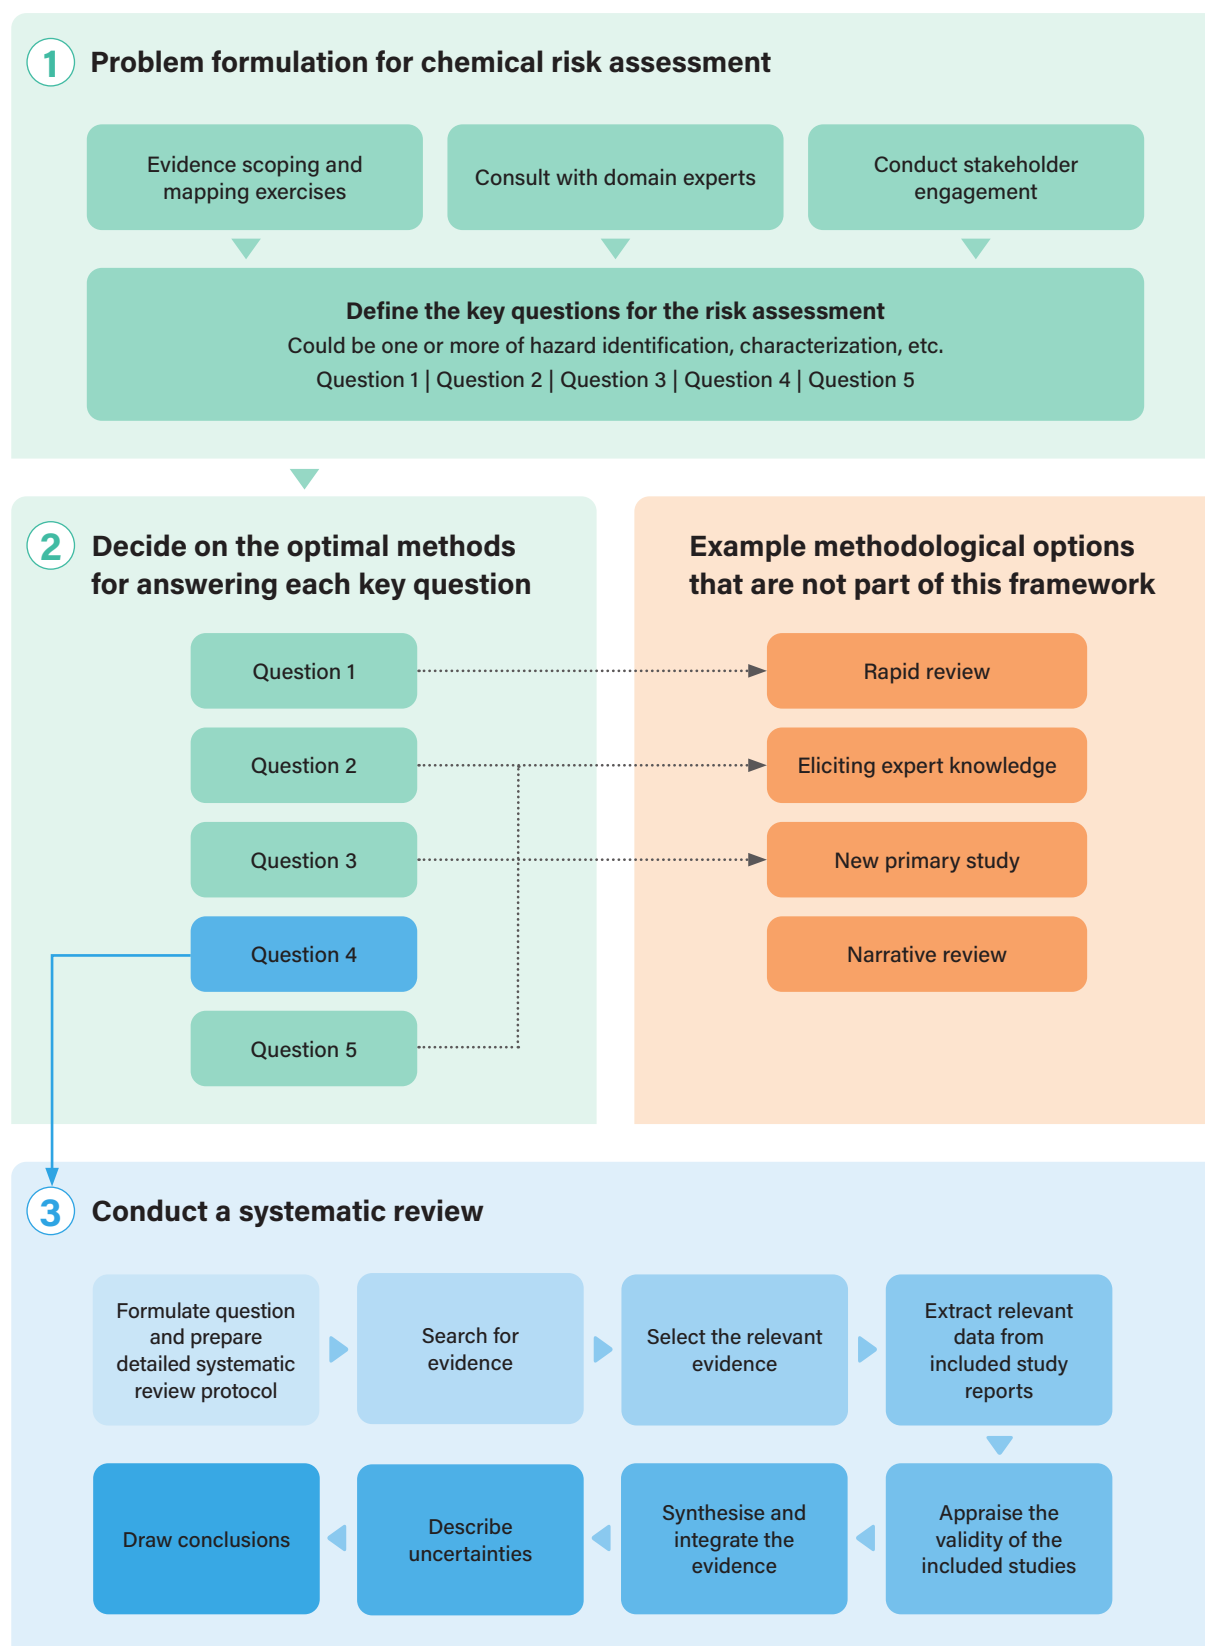 1 Problem formulation for chemical risk assessment
Evidence scoping and
mapping exercises
Consult with domain experts
Conduct stakeholder
engagement
Define the key questions for the risk assessment
Could be one or more of hazard identification, characterization, etc.
Question 1 | Question 2 | Question 3 | Question 4 | Question 5
2 Decide on the optimal methods
for answering each key question
Question 1
Question 2
Question 3
Question 4
Question 5
Example methodological options
that are not part of this framework
Rapid review
Eliciting expert knowledge
New primary study
Narrative review
3 Conduct a systematic review
Formulate question
and prepare
detailed systematic
review protocol
Search for
evidence
Select the relevant
evidence
Extract relevant
data from
included study
reports
Appraise the
validity of the
included studies
Synthesise and
integrate the
evidence
Describe
uncertainties
Draw conclusions